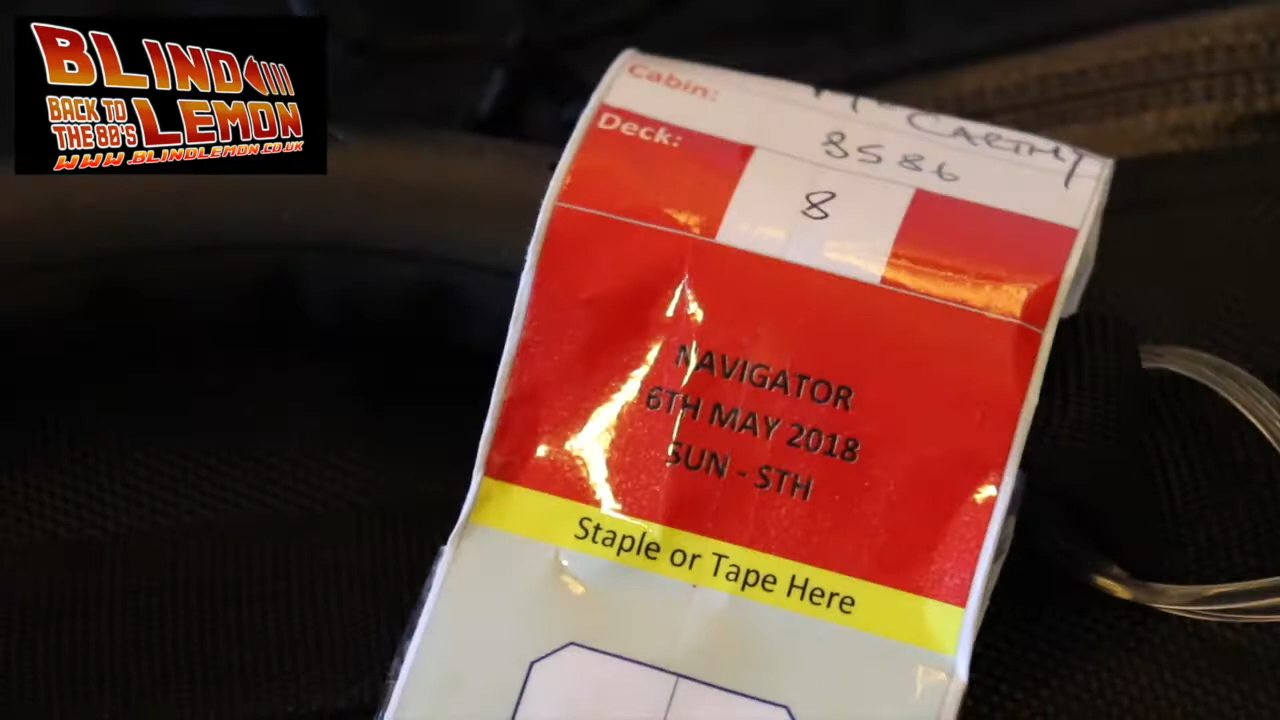 BLIND
BACK TO
THE 80'S
LEMON
WWW.BLINDLEMON.CO.UK
CARTHY
Cabin:
8586
Deck:
8
NAVIGATOR
6TH MAY 2018
SUN - STH
Staple or Tape Here